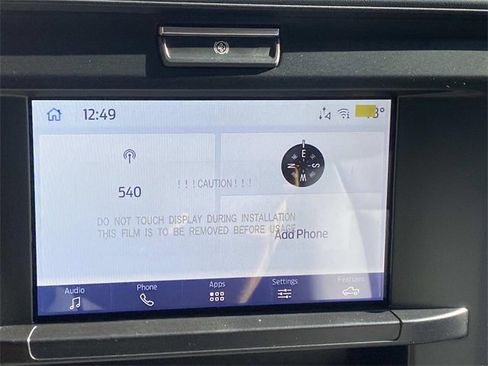 12:49
540
E
N S
W
! ! ! CAUTION ! ! !
DO NOT TOUCH DISPLAY DURING INSTALLATION
THIS FILM IS TO BE REMOVED BEFORE USAGE
Add Phone
Audio Phone Apps Settings Features